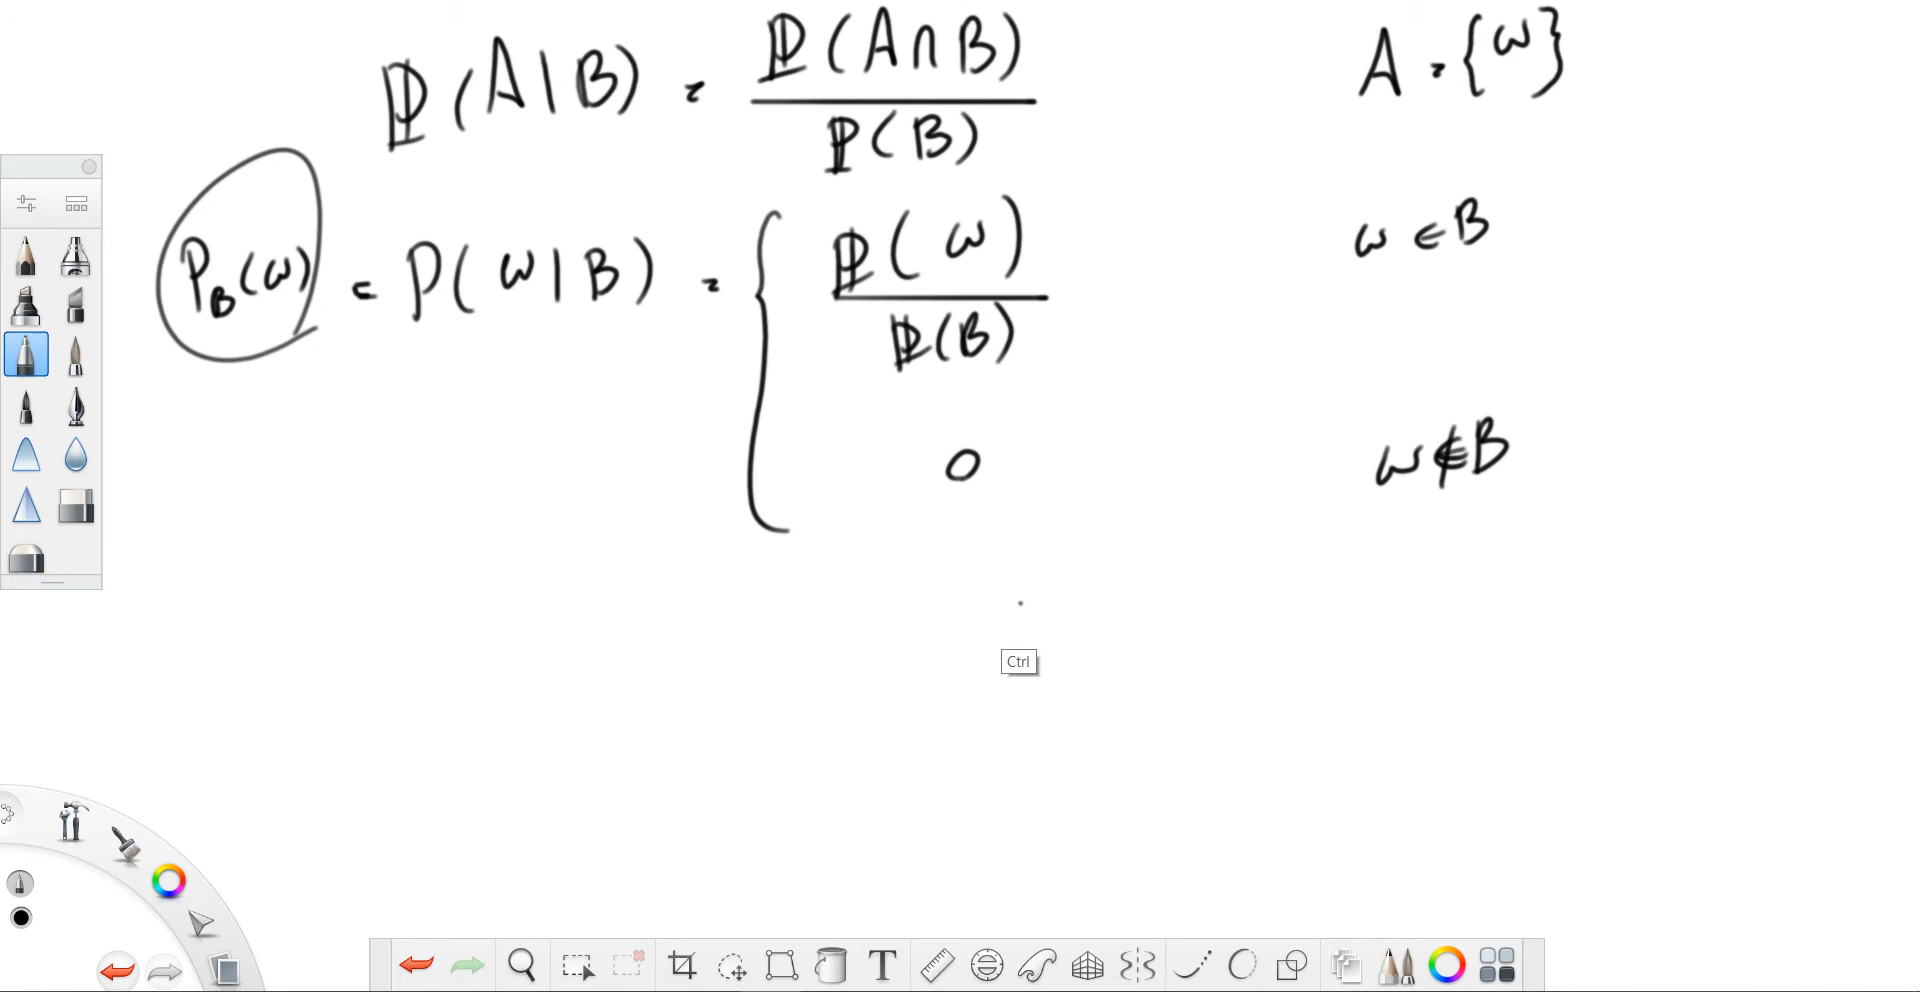 ℙ(A|B) = ℙ(A∩B) / ℙ(B)    A = {ω}
P_B(ω) = P(ω|B) = { ℙ(ω) / ℙ(B)    ω ∈ B
0    ω ∉ B
Ctrl
T